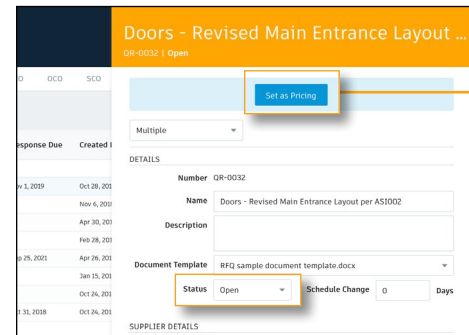 Doors - Revised Main Entrance Layout ...
QR-0032 | Open
OCO SCO
Set as Pricing
Multiple
esponse Due Created
DETAILS
Number QR-0032
v 1, 2019 Oct 28, 201
Name Doors - Revised Main Entrance Layout per ASI002
Nov 6, 201
Apr 30, 201
Description
Feb 28, 201
p 25, 2021 Apr 26, 201
Document Template RFQ sample document template.docx
Jan 15, 201
Status Open Schedule Change 0 Days
Oct 24, 201
t 31, 2018 Oct 24, 201
SUPPLIER DETAILS